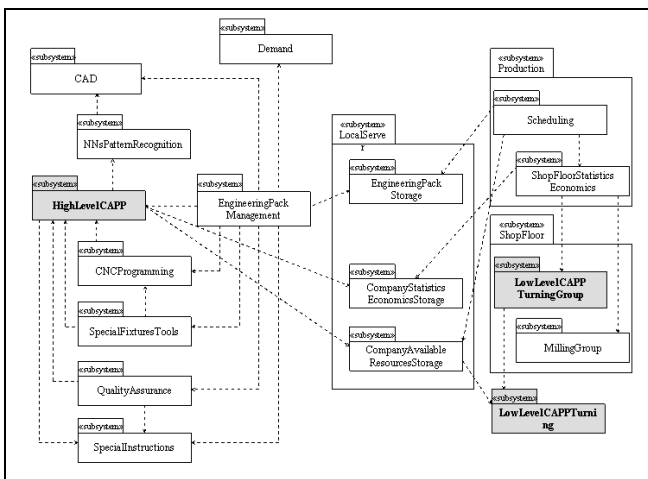 «subsystem»
Demand
«subsystem»
CAD
«subsystem»
NNsPatternRecognition
«subsystem»
HighLevelCAPP
«subsystem»
EngineeringPack
Management
«subsystem»
CNCProgramming
«subsystem»
SpecialFixturesTools
«subsystem»
QualityAssurance
«subsystem»
SpecialInstructions
«subsystem»
LocalServe
r
«subsystem»
EngineeringPack
Storage
«subsystem»
CompanyStatistics
EconomicsStorage
«subsystem»
CompanyAvailable
ResourcesStorage
«subsystem»
Production
«subsystem»
Scheduling
«subsystem»
ShopFloorStatistics
Economics
«subsystem»
ShopFloor
«subsystem»
LowLevelCAPP
TurningGroup
«subsystem»
MillingGroup
«subsystem»
LowLevelCAPPTurni
ng